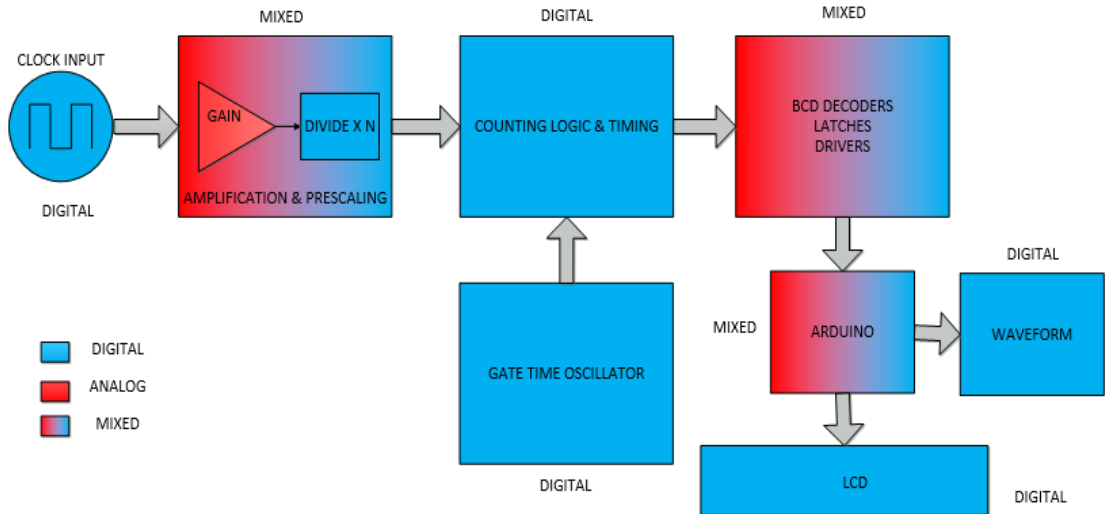 MIXED
DIGITAL
MIXED
CLOCK INPUT
GAIN
DIVIDE X N
AMPLIFICATION & PRESCALING
COUNTING LOGIC & TIMING
BCD DECODERS
LATCHES
DRIVERS
DIGITAL
DIGITAL
MIXED
ARDUINO
WAVEFORM
GATE TIME OSCILLATOR
DIGITAL
ANALOG
MIXED
DIGITAL
LCD
DIGITAL